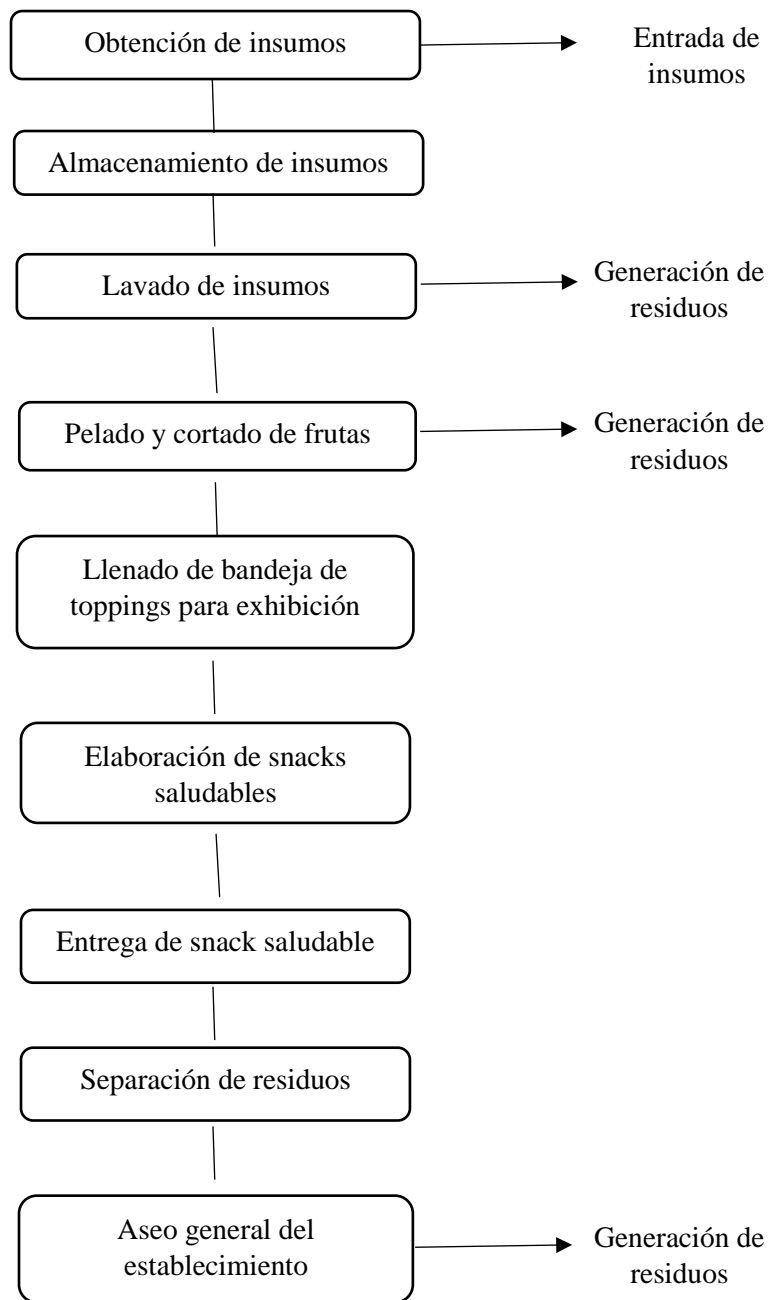 Obtención de insumos
Entrada de
insumos
Almacenamiento de insumos
Lavado de insumos
Generación de
residuos
Pelado y cortado de frutas
Generación de
residuos
Llenado de bandeja de
toppings para exhibición
Elaboración de snacks
saludables
Entrega de snack saludable
Separación de residuos
Aseo general del
establecimiento
Generación de
residuos